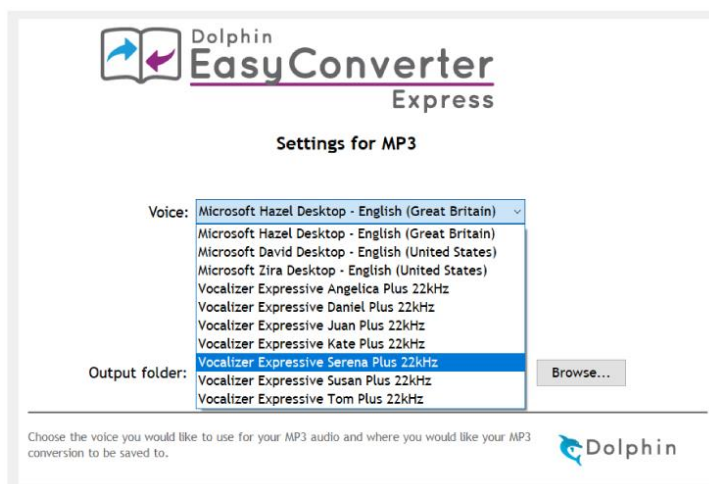 Dolphin
EasyConverter
Express
Settings for MP3
Voice: Microsoft Hazel Desktop - English (Great Britain)
Microsoft Hazel Desktop - English (Great Britain)
Microsoft David Desktop - English (United States)
Microsoft Zira Desktop - English (United States)
Vocalizer Expressive Angelica Plus 22kHz
Vocalizer Expressive Daniel Plus 22kHz
Vocalizer Expressive Juan Plus 22kHz
Vocalizer Expressive Kate Plus 22kHz
Vocalizer Expressive Serena Plus 22kHz
Output folder:
Browse...
Vocalizer Expressive Susan Plus 22kHz
Vocalizer Expressive Tom Plus 22kHz
Choose the voice you would like to use for your MP3 audio and where you would like your MP3
conversion to be saved to.
Dolphin